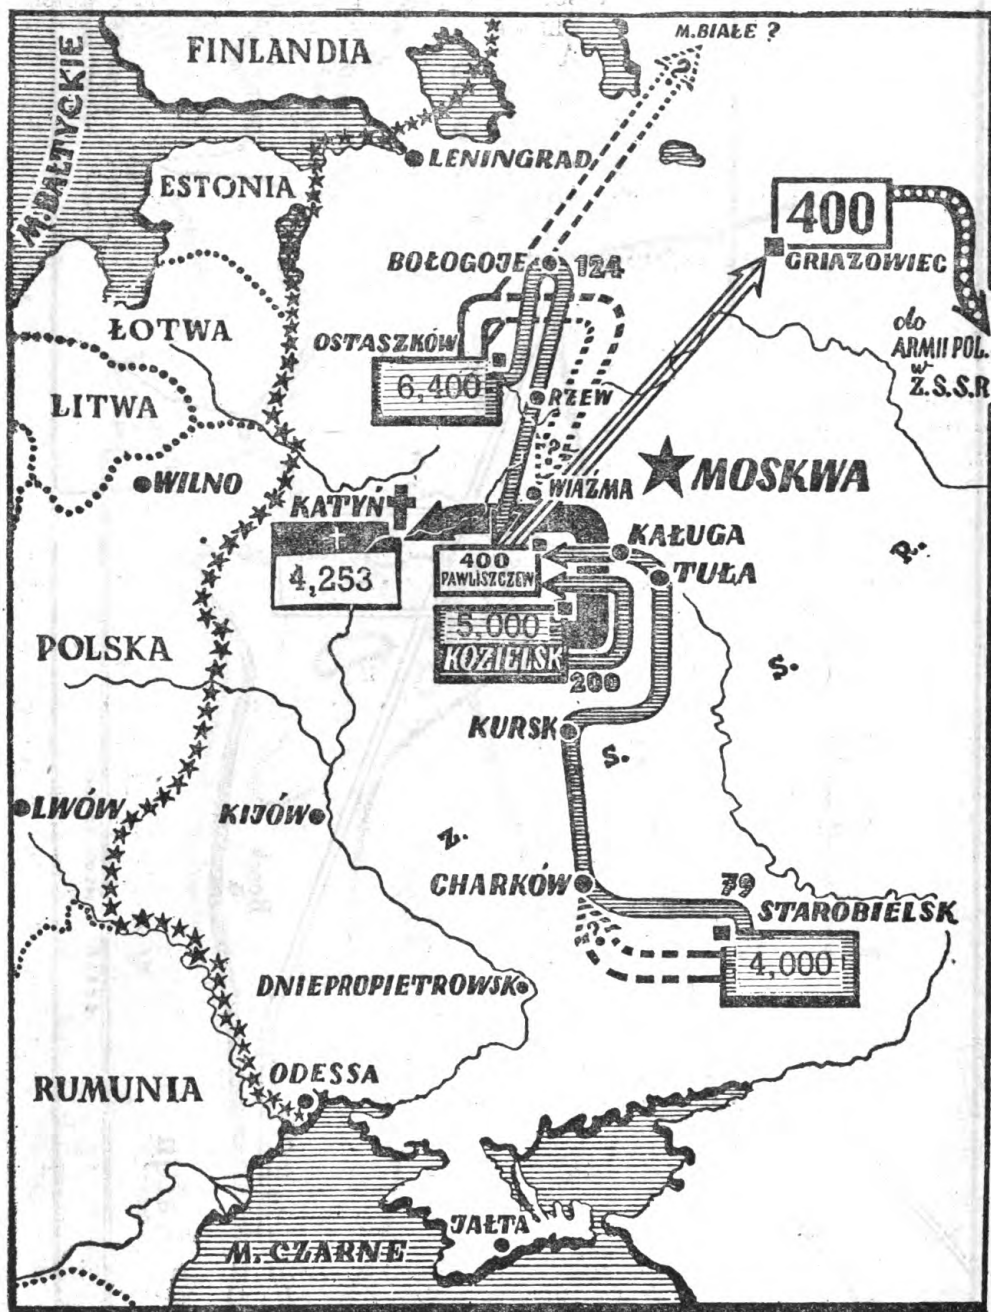 M. BIAŁE ?
FINLANDIA
?
M. BAŁTYCKIE
LENINGRAD
ESTONIA
400
BOŁOGOJE
124
GRIAZOWIEC
ŁOTWA
OSTASZKÓW
do
ARMII POL.
w
Z.S.S.R
6,400
RZEW
LITWA
?
MOSKWA
WILNO
WIAŹMA
KATYŃ
KAŁUGA
400
PAWLISZCZEW
4,253
TUŁA
5,000
KOZIELSK
POLSKA
200
KURSK
Z. S. S. R.
LWÓW
KIJÓW
CHARKÓW
79
STAROBIELSK
?
4,000
DNIEPROPIETROWSK
ODESSA
RUMUNIA
JAŁTA
M. CZARNE